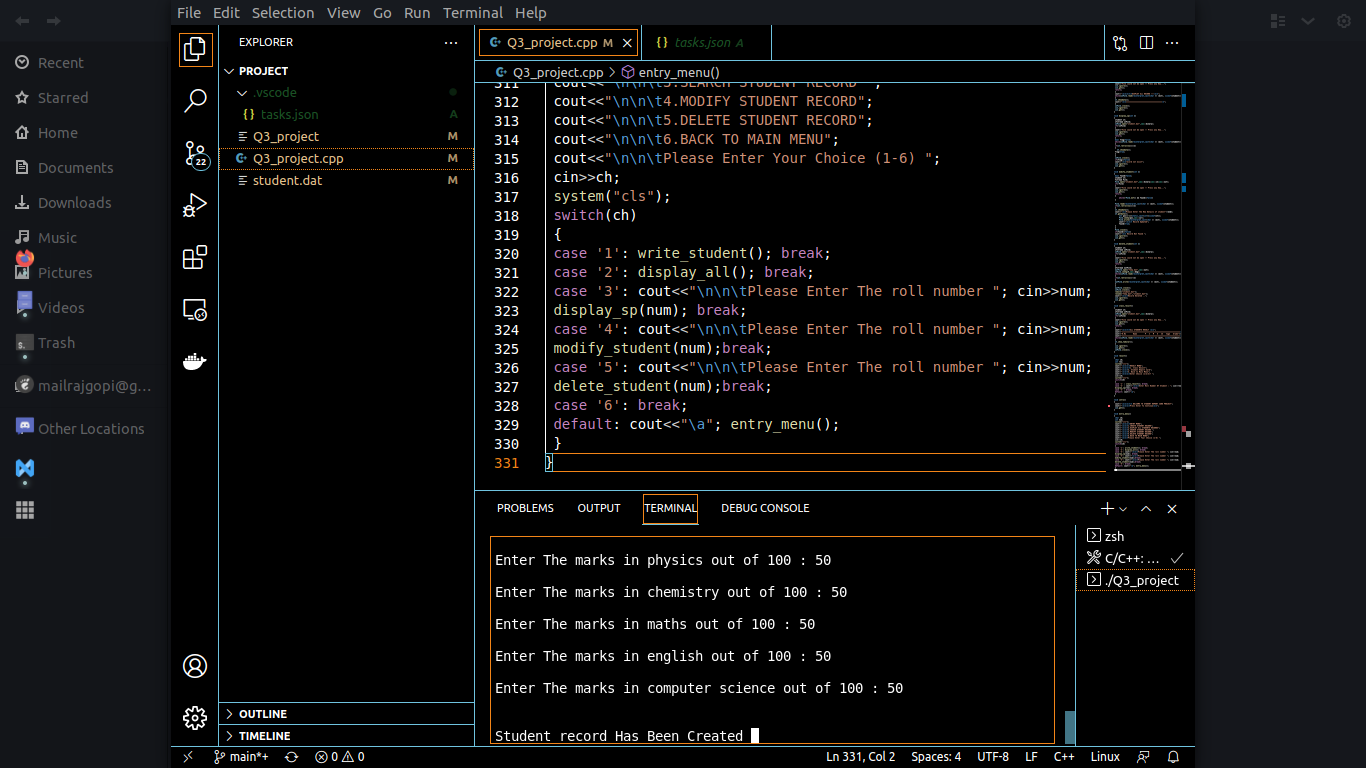 File Edit Selection View Go Run Terminal Help
Recent
Starred
Home
Documents
Downloads
Music
Pictures
Videos
Trash
mailrajgopi@g...
Other Locations
22
EXPLORER
PROJECT
.vscode
tasks.json A
Q3_project M
Q3_project.cpp M
student.dat M
OUTLINE
TIMELINE
Q3_project.cpp M
tasks.json A
Q3_project.cpp > entry_menu()
311 cout<<"\n\n\t3.SEARCH STUDENT RECORD ";
312 cout<<"\n\n\t4.MODIFY STUDENT RECORD";
313 cout<<"\n\n\t5.DELETE STUDENT RECORD";
314 cout<<"\n\n\t6.BACK TO MAIN MENU";
315 cout<<"\n\n\tPlease Enter Your Choice (1-6) ";
316 cin>>ch;
317 system("cls");
318 switch(ch)
319 {
320 case '1': write_student(); break;
321 case '2': display_all(); break;
322 case '3': cout<<"\n\n\tPlease Enter The roll number "; cin>>num;
323 display_sp(num); break;
324 case '4': cout<<"\n\n\tPlease Enter The roll number "; cin>>num;
325 modify_student(num);break;
326 case '5': cout<<"\n\n\tPlease Enter The roll number "; cin>>num;
327 delete_student(num);break;
328 case '6': break;
329 default: cout<<"\a"; entry_menu();
330 }
331 }
PROBLEMS OUTPUT TERMINAL DEBUG CONSOLE
Enter The marks in physics out of 100 : 50
Enter The marks in chemistry out of 100 : 50
Enter The marks in maths out of 100 : 50
Enter The marks in english out of 100 : 50
Enter The marks in computer science out of 100 : 50
Student record Has Been Created
zsh
C/C++: ...
./Q3_project
main*+ 0 0 Ln 331, Col 2 Spaces: 4 UTF-8 LF C++ Linux